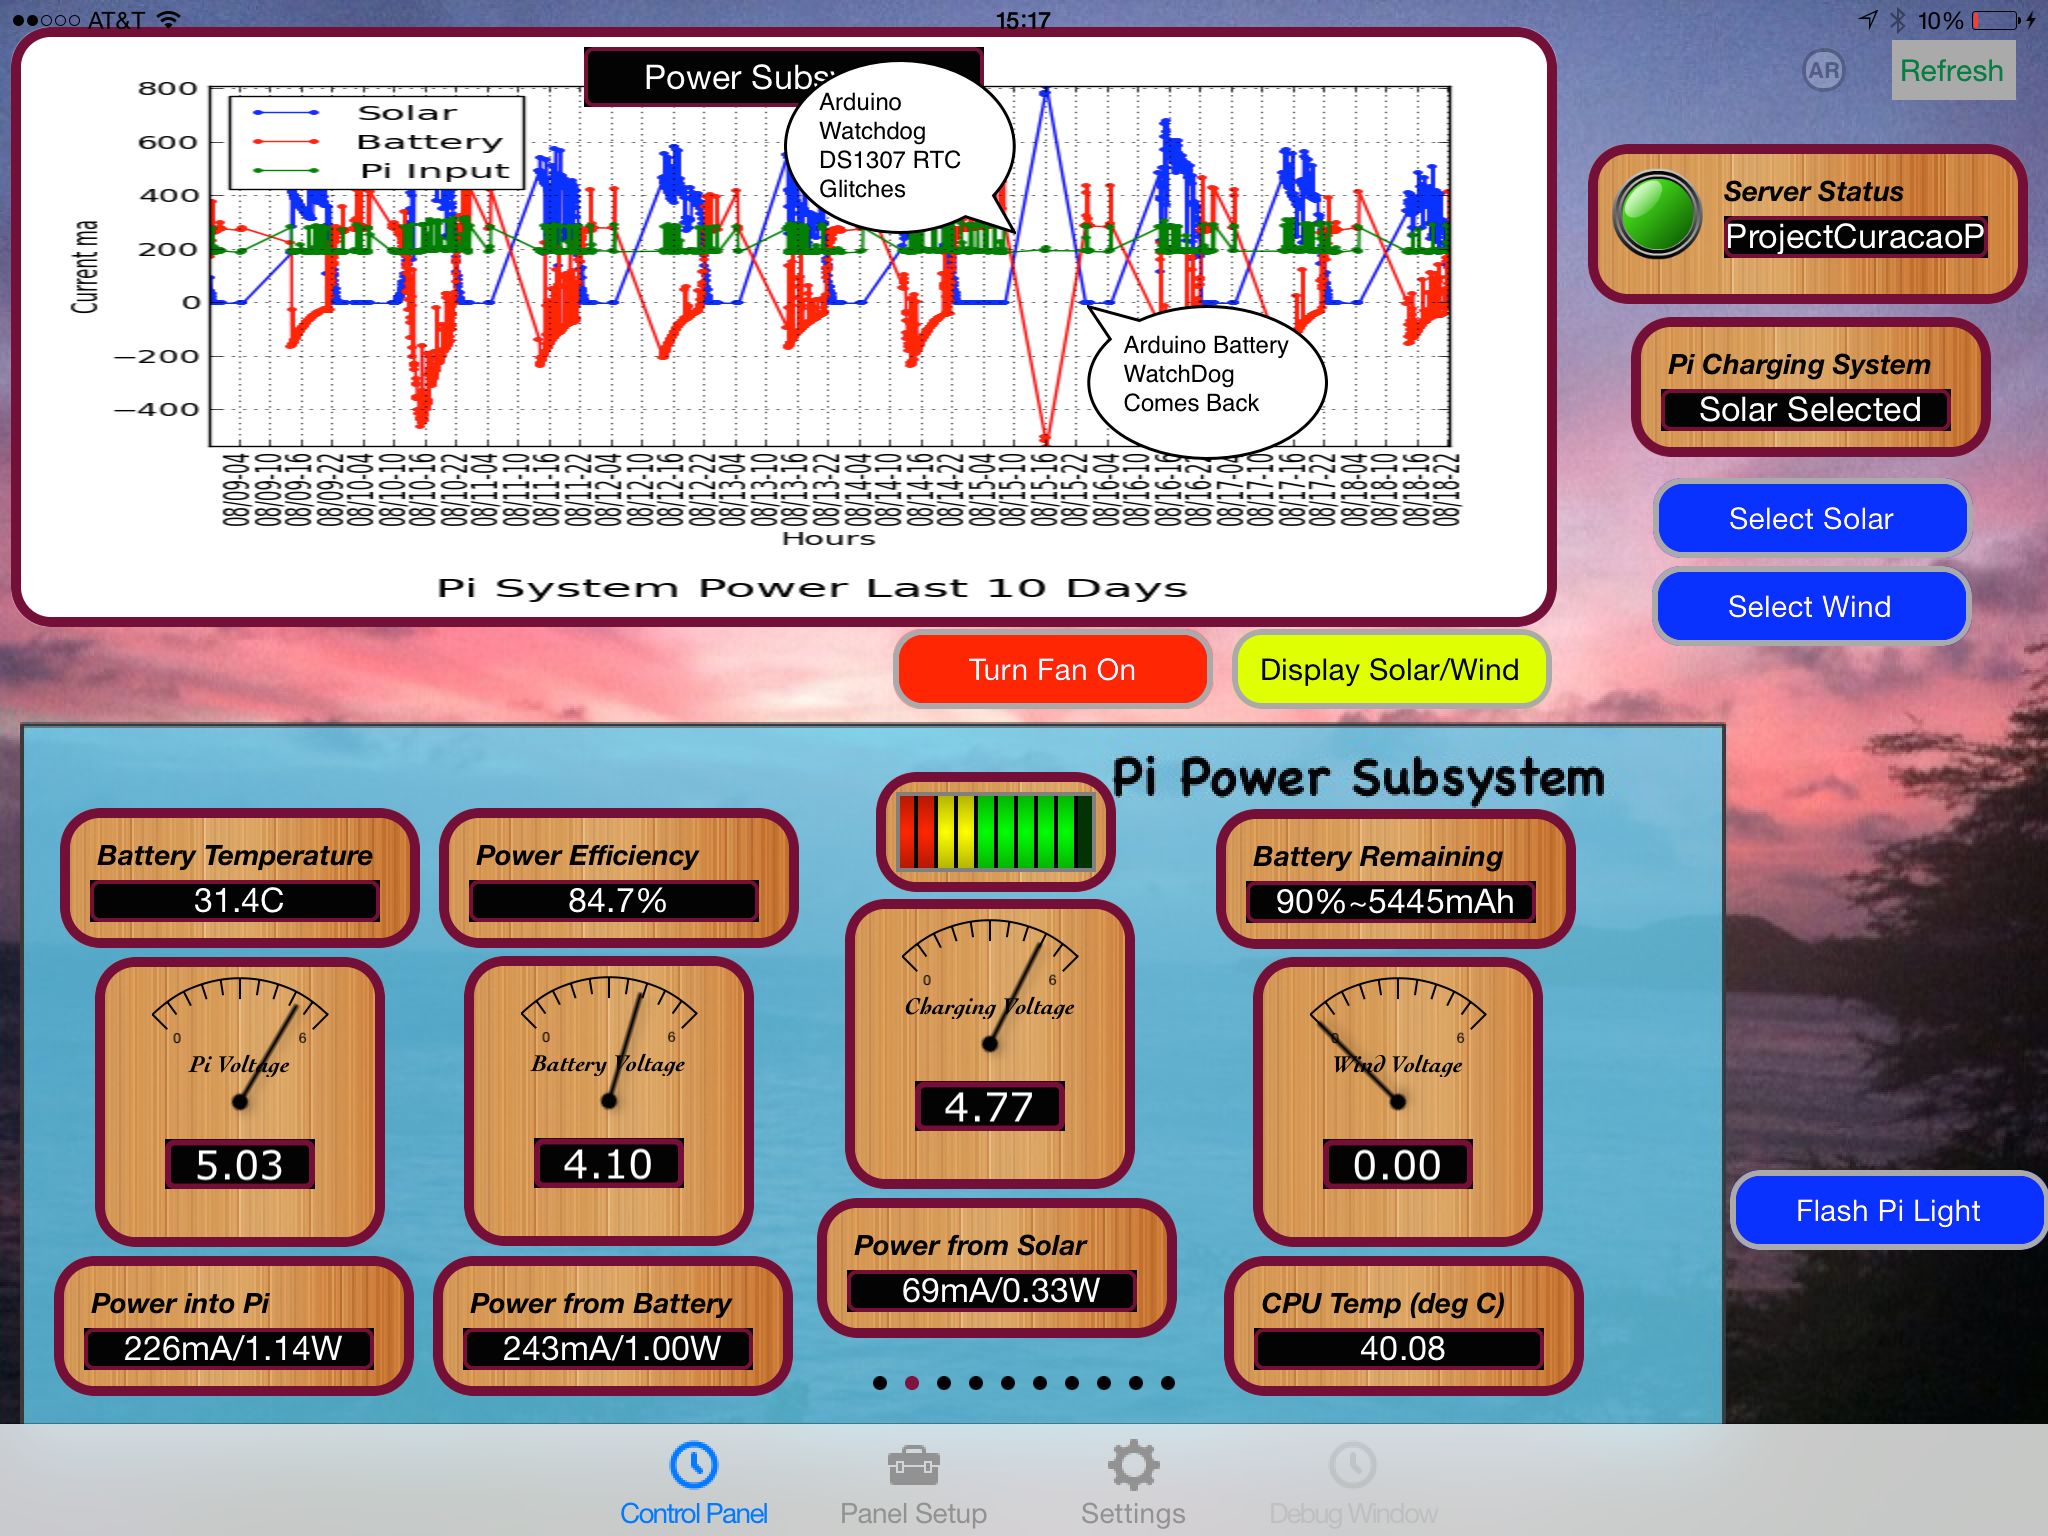 AT&T
15:17
10%
Power Subsy
AR
Refresh
Arduino
Watchdog
DS1307 RTC
Glitches
Solar
Battery
Pi Input
800
600
400
200
0
−200
−400
Current ma
Arduino Battery
WatchDog
Comes Back
08/09-04
08/09-10
08/09-16
08/09-22
08/10-04
08/10-10
08/10-16
08/10-22
08/11-04
08/11-10
08/11-16
08/11-22
08/12-04
08/12-10
08/12-16
08/12-22
08/13-04
08/13-10
08/13-16
08/13-22
08/14-04
08/14-10
08/14-16
08/14-22
08/15-04
08/15-10
08/15-16
08/15-22
08/16-04
08/16-10
08/16-16
08/16-22
08/17-04
08/17-10
08/17-16
08/17-22
08/18-04
08/18-10
08/18-16
08/18-22
Hours
Pi System Power Last 10 Days
Server Status
ProjectCuracaoP
Pi Charging System
Solar Selected
Select Solar
Select Wind
Turn Fan On
Display Solar/Wind
Pi Power Subsystem
Battery Temperature
31.4C
Power Efficiency
84.7%
Battery Remaining
90%~5445mAh
0
6
Pi Voltage
5.03
0
6
Battery Voltage
4.10
0
6
Charging Voltage
4.77
0
6
Wind Voltage
0.00
Flash Pi Light
Power into Pi
226mA/1.14W
Power from Battery
243mA/1.00W
Power from Solar
69mA/0.33W
CPU Temp (deg C)
40.08
Control Panel
Panel Setup
Settings
Debug Window